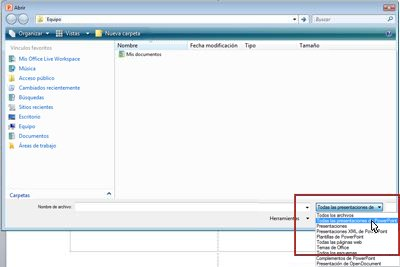 Abrir
Equipo
Buscar
Organizar
Vistas
Nueva carpeta
Vínculos favoritos
Mis Office Live Workspace
Música
Acceso público
Cambiados recientemente
Búsquedas
Sitios recientes
Escritorio
Equipo
Documentos
Áreas de trabajo
Carpetas
Nombre
Fecha modificación
Tipo
Tamaño
Mis documentos
Nombre de archivo:
Todas las presentaciones de
Herramientas
Todos los archivos
Todas las presentaciones de PowerPoint
Presentaciones
Presentaciones XML de PowerPoint
Plantillas de PowerPoint
Todas las páginas web
Temas de Office
Todos los esquemas
Complementos de PowerPoint
Presentación de OpenDocument